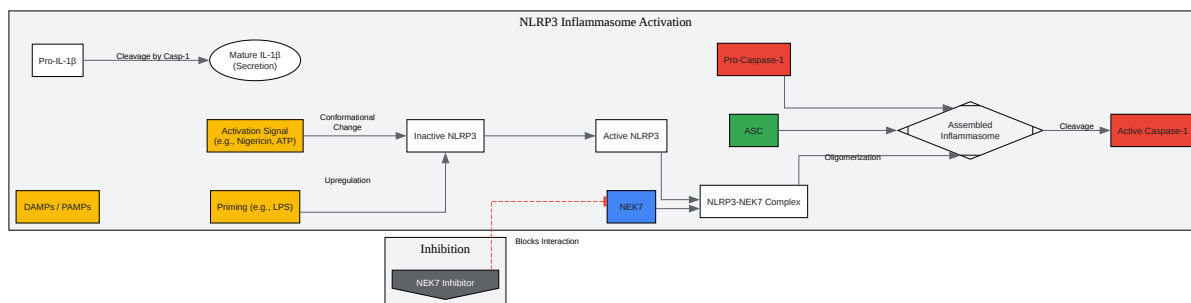 NLRP3 Inflammasome Activation
Pro-IL-1β
Cleavage by Casp-1
Mature IL-1β
(Secretion)
Pro-Caspase-1
Activation Signal
(e.g., Nigericin, ATP)
Conformational
Change
Inactive NLRP3
Active NLRP3
ASC
Assembled
Inflammasome
Cleavage
Active Caspase-1
Oligomerization
Upregulation
DAMPs / PAMPs
Priming (e.g., LPS)
NEK7
NLRP3-NEK7 Complex
Inhibition
Blocks Interaction
NEK7 Inhibitor